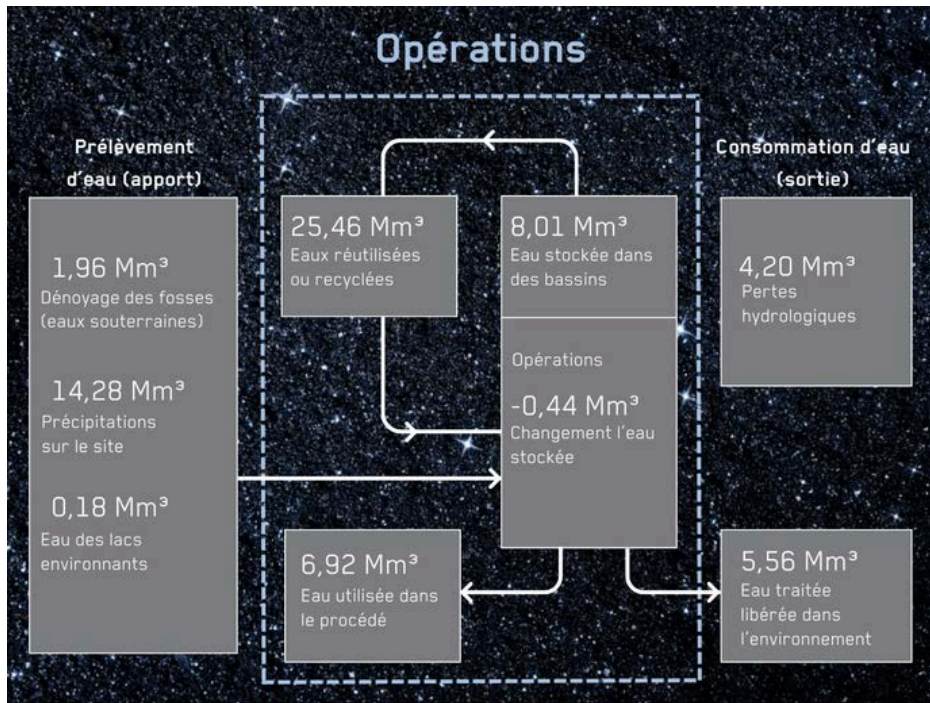 Opérations
Prélèvement
d'eau (apport)
1,96 Mm³
Dénoyage des fosses
(eaux souterraines)
14,28 Mm³
Précipitations
sur le site
0,18 Mm³
Eau des lacs
environnants
25,46 Mm³
Eaux réutilisées
ou recyclées
8,01 Mm³
Eau stockée dans
des bassins
Opérations
-0,44 Mm³
Changement l'eau
stockée
6,92 Mm³
Eau utilisée dans
le procédé
Consommation d'eau
(sortie)
4,20 Mm³
Pertes
hydrologiques
5,56 Mm³
Eau traitée
libérée dans
l'environnement